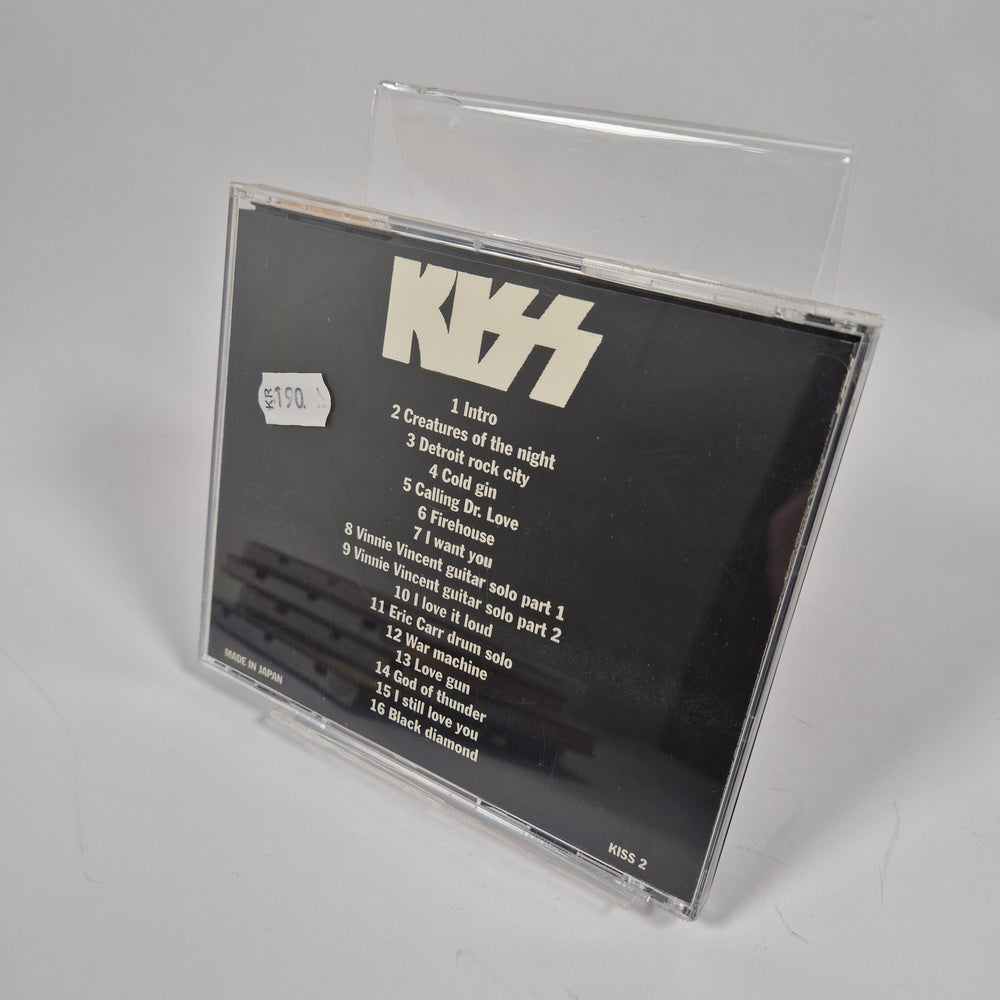 KISS
KR 190.
1 Intro
2 Creatures of the night
3 Detroit rock city
4 Cold gin
5 Calling Dr. Love
6 Firehouse
7 I want you
8 Vinnie Vincent guitar solo part 1
9 Vinnie Vincent guitar solo part 2
10 I love it loud
11 Eric Carr drum solo
12 War machine
13 Love gun
14 God of thunder
15 I still love you
16 Black diamond
MADE IN JAPAN
KISS 2